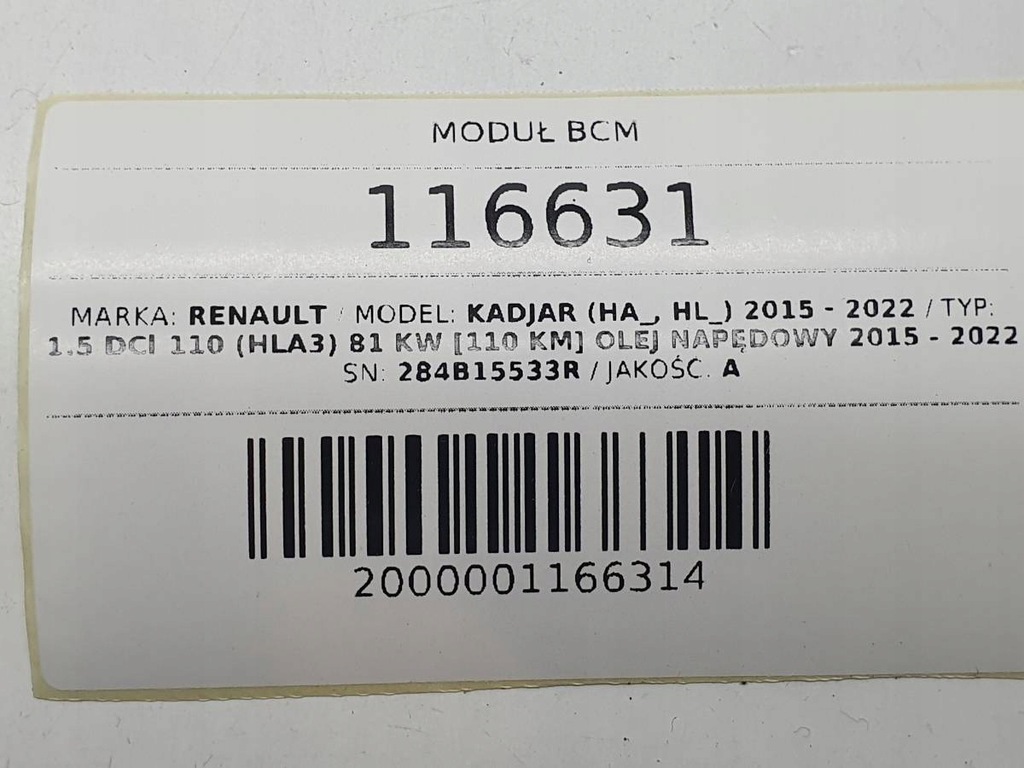 MODUŁ BCM
116631
MARKA: RENAULT / MODEL: KADJAR (HA_, HL_) 2015 - 2022 / TYP:
1.5 DCI 110 (HLA3) 81 KW [110 KM] OLEJ NAPĘDOWY 2015 - 2022
SN: 284B15533R / JAKOŚĆ: A
2000001166314